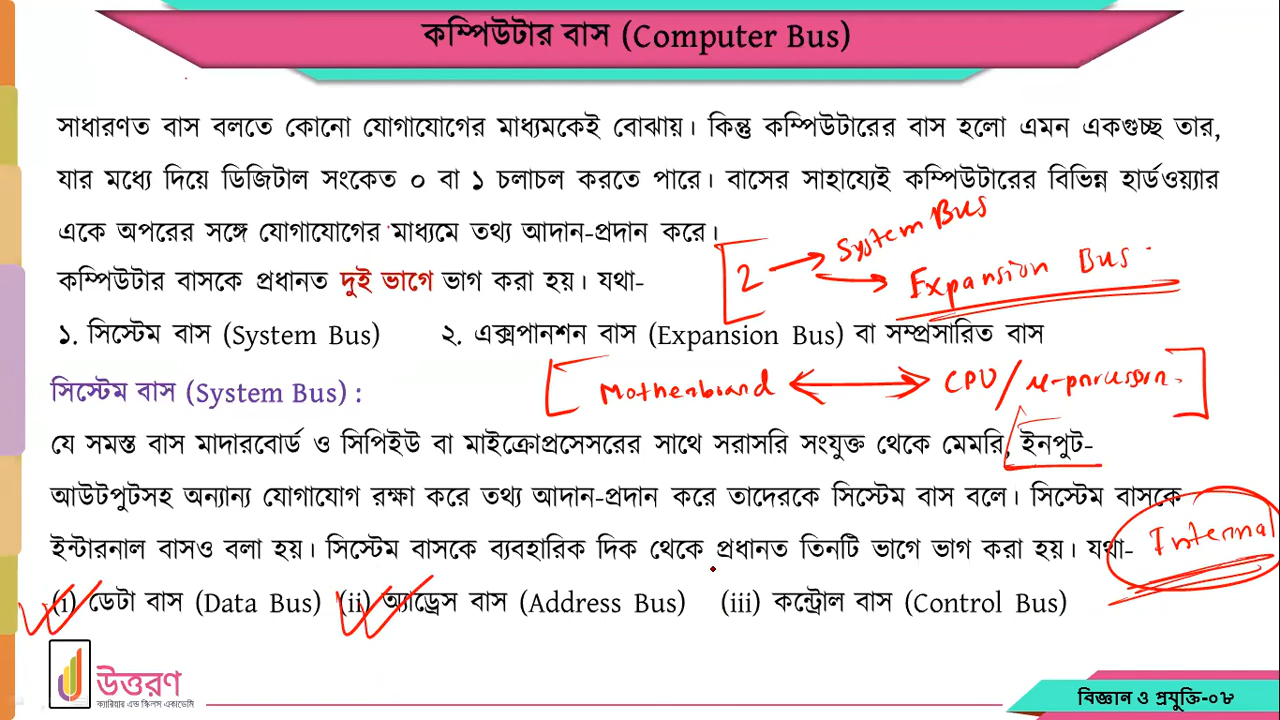 কম্পিউটার বাস (Computer Bus)
সাধারণত বাস বলতে কোনো যোগাযোগের মাধ্যমকেই বোঝায়। কিন্তু কম্পিউটারের বাস হলো এমন একগুচ্ছ তার,
যার মধ্যে দিয়ে ডিজিটাল সংকেত ০ বা ১ চলাচল করতে পারে। বাসের সাহায্যেই কম্পিউটারের বিভিন্ন হার্ডওয়্যার
একে অপরের সঙ্গে যোগাযোগের মাধ্যমে তথ্য আদান-প্রদান করে।
2 System Bus
Expansion Bus
কম্পিউটার বাসকে প্রধানত দুই ভাগে ভাগ করা হয়। যথা-
১. সিস্টেম বাস (System Bus) ২. এক্সপানশন বাস (Expansion Bus) বা সম্প্রসারিত বাস
সিস্টেম বাস (System Bus) :
Motherboard CPU /
যে সমস্ত বাস মাদারবোর্ড ও সিপিইউ বা মাইক্রোপ্রসেসরের সাথে সরাসরি সংযুক্ত থেকে মেমরি, ইনপুট-
আউটপুটসহ অন্যান্য যোগাযোগ রক্ষা করে তথ্য আদান-প্রদান করে তাদেরকে সিস্টেম বাস বলে। সিস্টেম বাসকে
ইন্টারনাল বাসও বলা হয়। সিস্টেম বাসকে ব্যবহারিক দিক থেকে প্রধানত তিনটি ভাগে ভাগ করা হয়। যথা-
Internal
(i) ডেটা বাস (Data Bus) (ii) অ্যাড্রেস বাস (Address Bus) (iii) কন্ট্রোল বাস (Control Bus)
উত্তরণ
ক্যারিয়ার এন্ড স্কিলস একাডেমি
বিজ্ঞান ও প্রযুক্তি-০৮